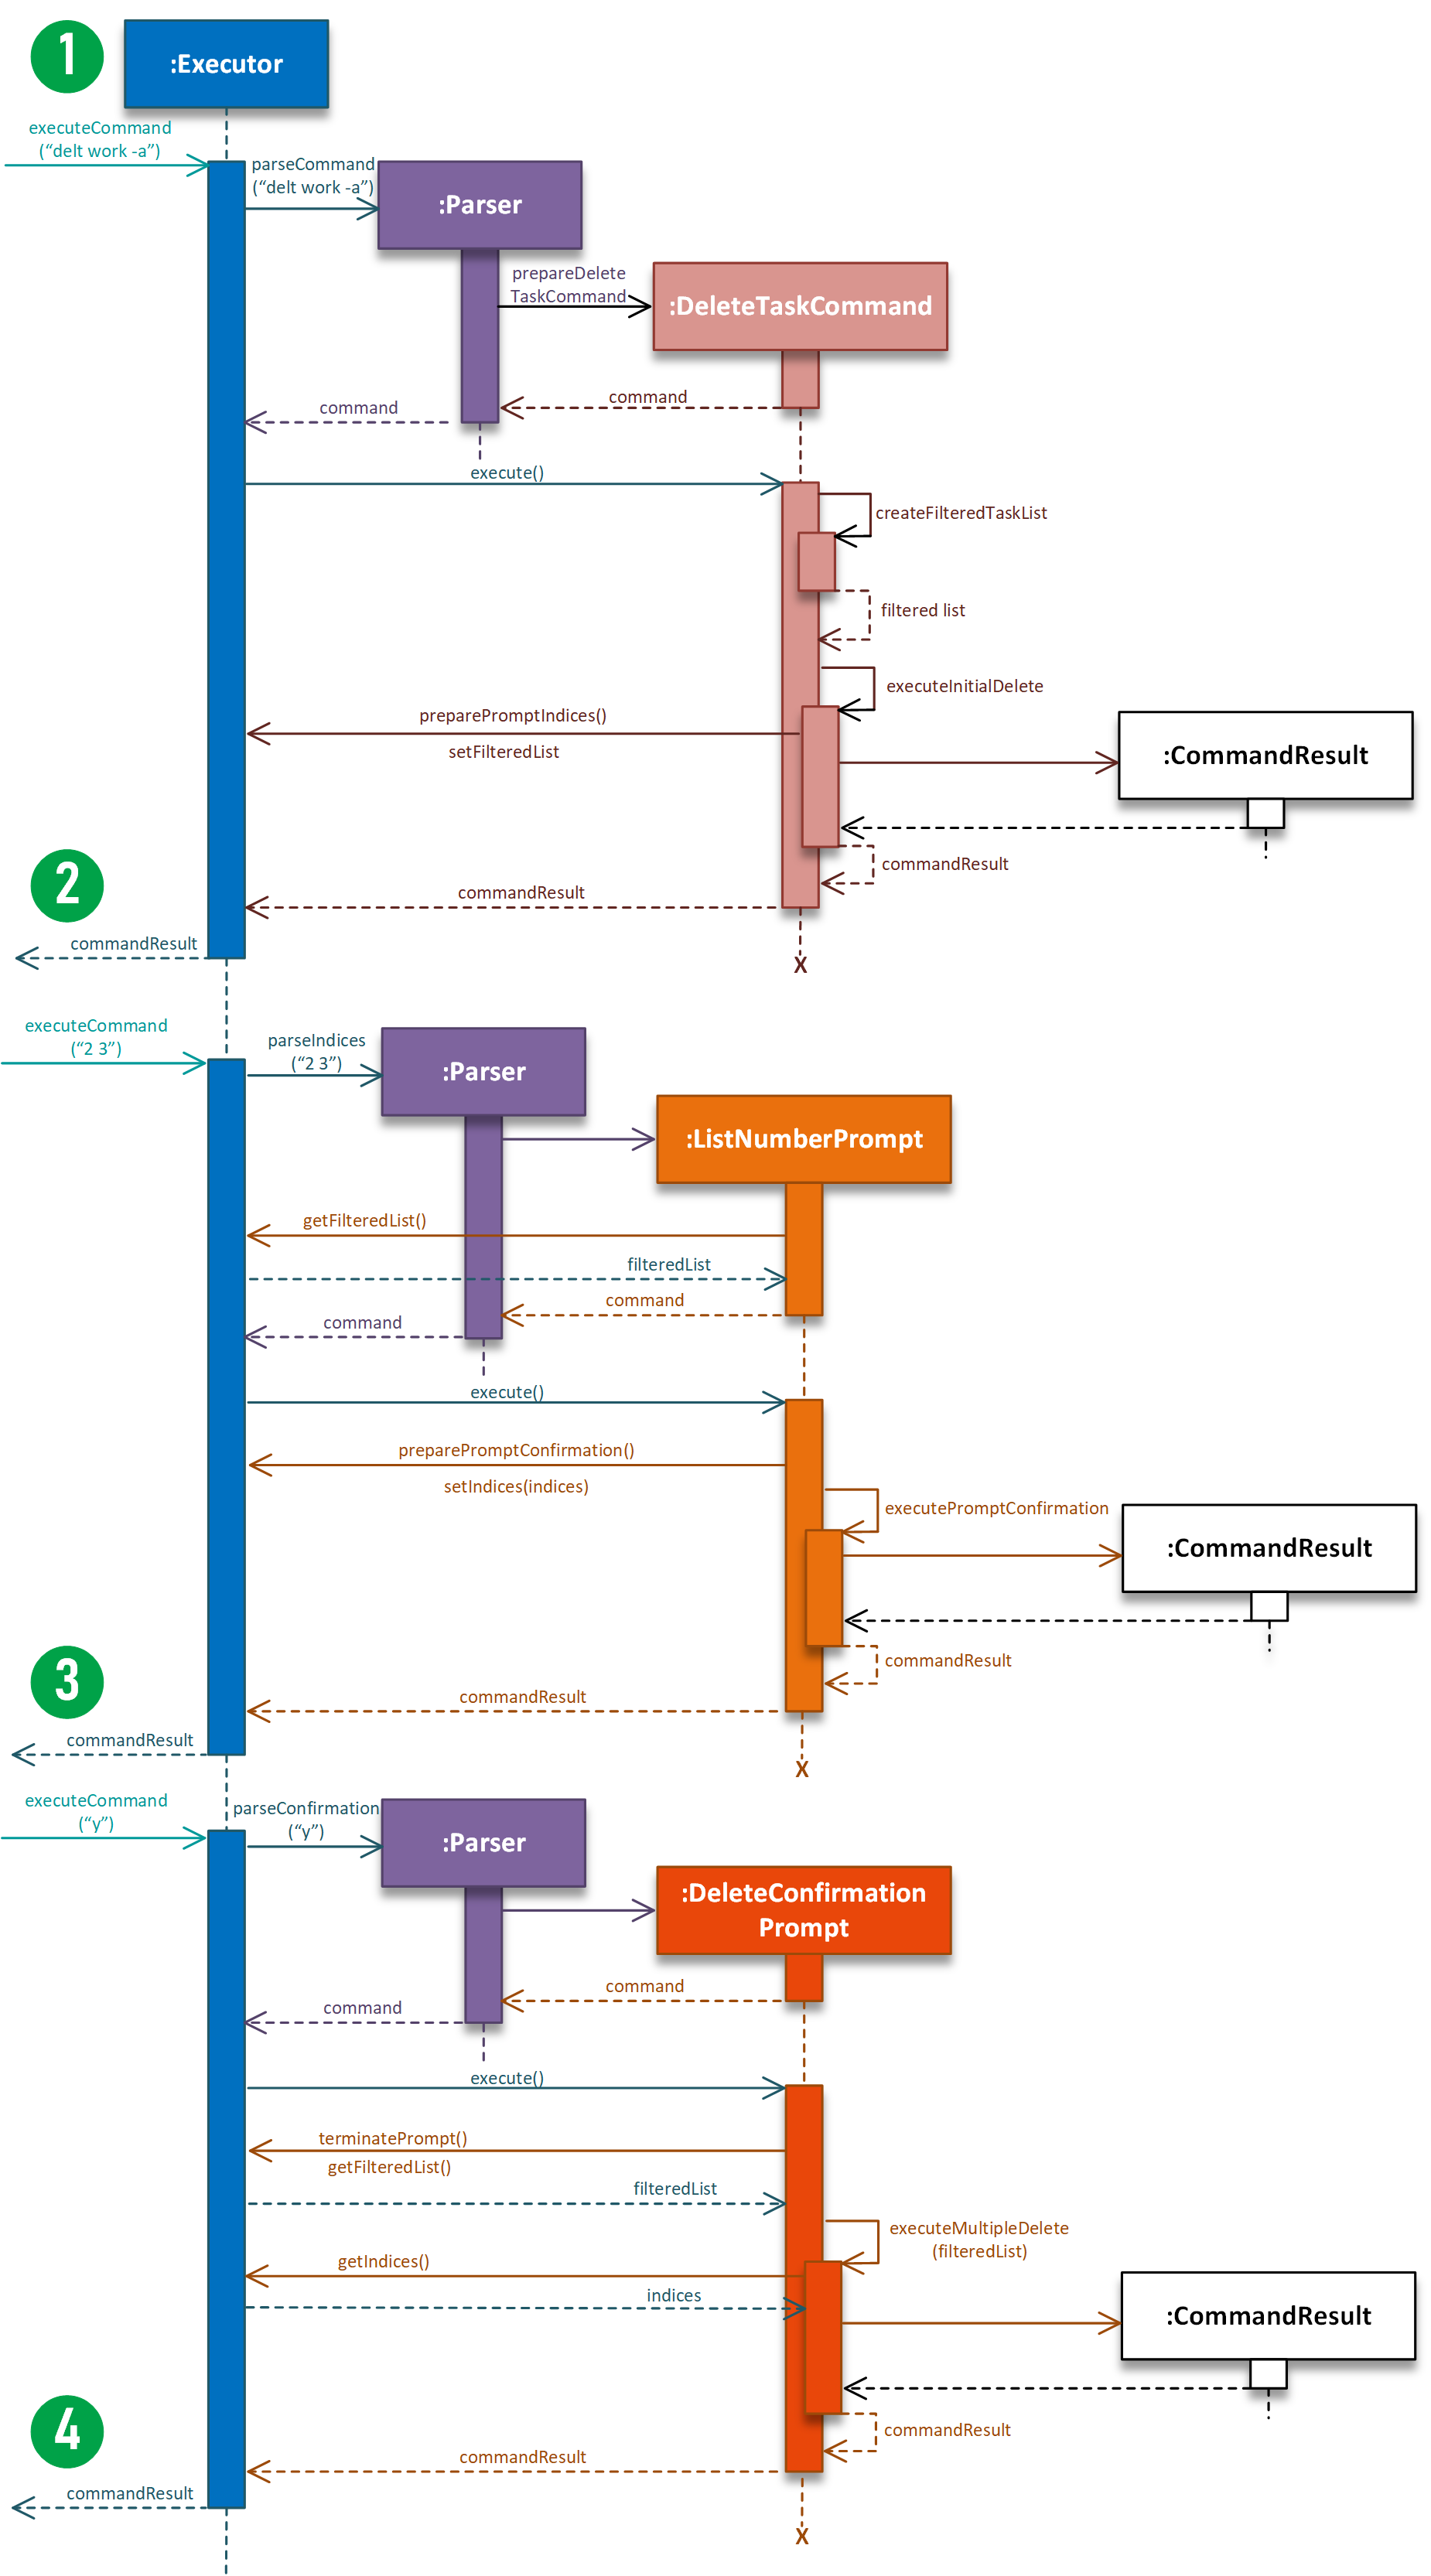 1
:Executor
executeCommand
(“delt work -a”)
parseCommand
(“delt work -a”)
:Parser
prepareDelete
TaskCommand
:DeleteTaskCommand
command
command
execute()
createFilteredTaskList
filtered list
executeInitialDelete
preparePromptIndices()
setFilteredList
:CommandResult
2
commandResult
commandResult
commandResult
X
executeCommand
(“2 3”)
parseIndices
(“2 3”)
:Parser
:ListNumberPrompt
getFilteredList()
filteredList
command
command
execute()
preparePromptConfirmation()
setIndices(indices)
executePromptConfirmation
:CommandResult
3
commandResult
commandResult
commandResult
X
executeCommand
(“y”)
parseConfirmation
(“y”)
:Parser
:DeleteConfirmation
Prompt
command
command
execute()
terminatePrompt()
getFilteredList()
filteredList
executeMultipleDelete
(filteredList)
getIndices()
indices
:CommandResult
4
commandResult
commandResult
commandResult
X